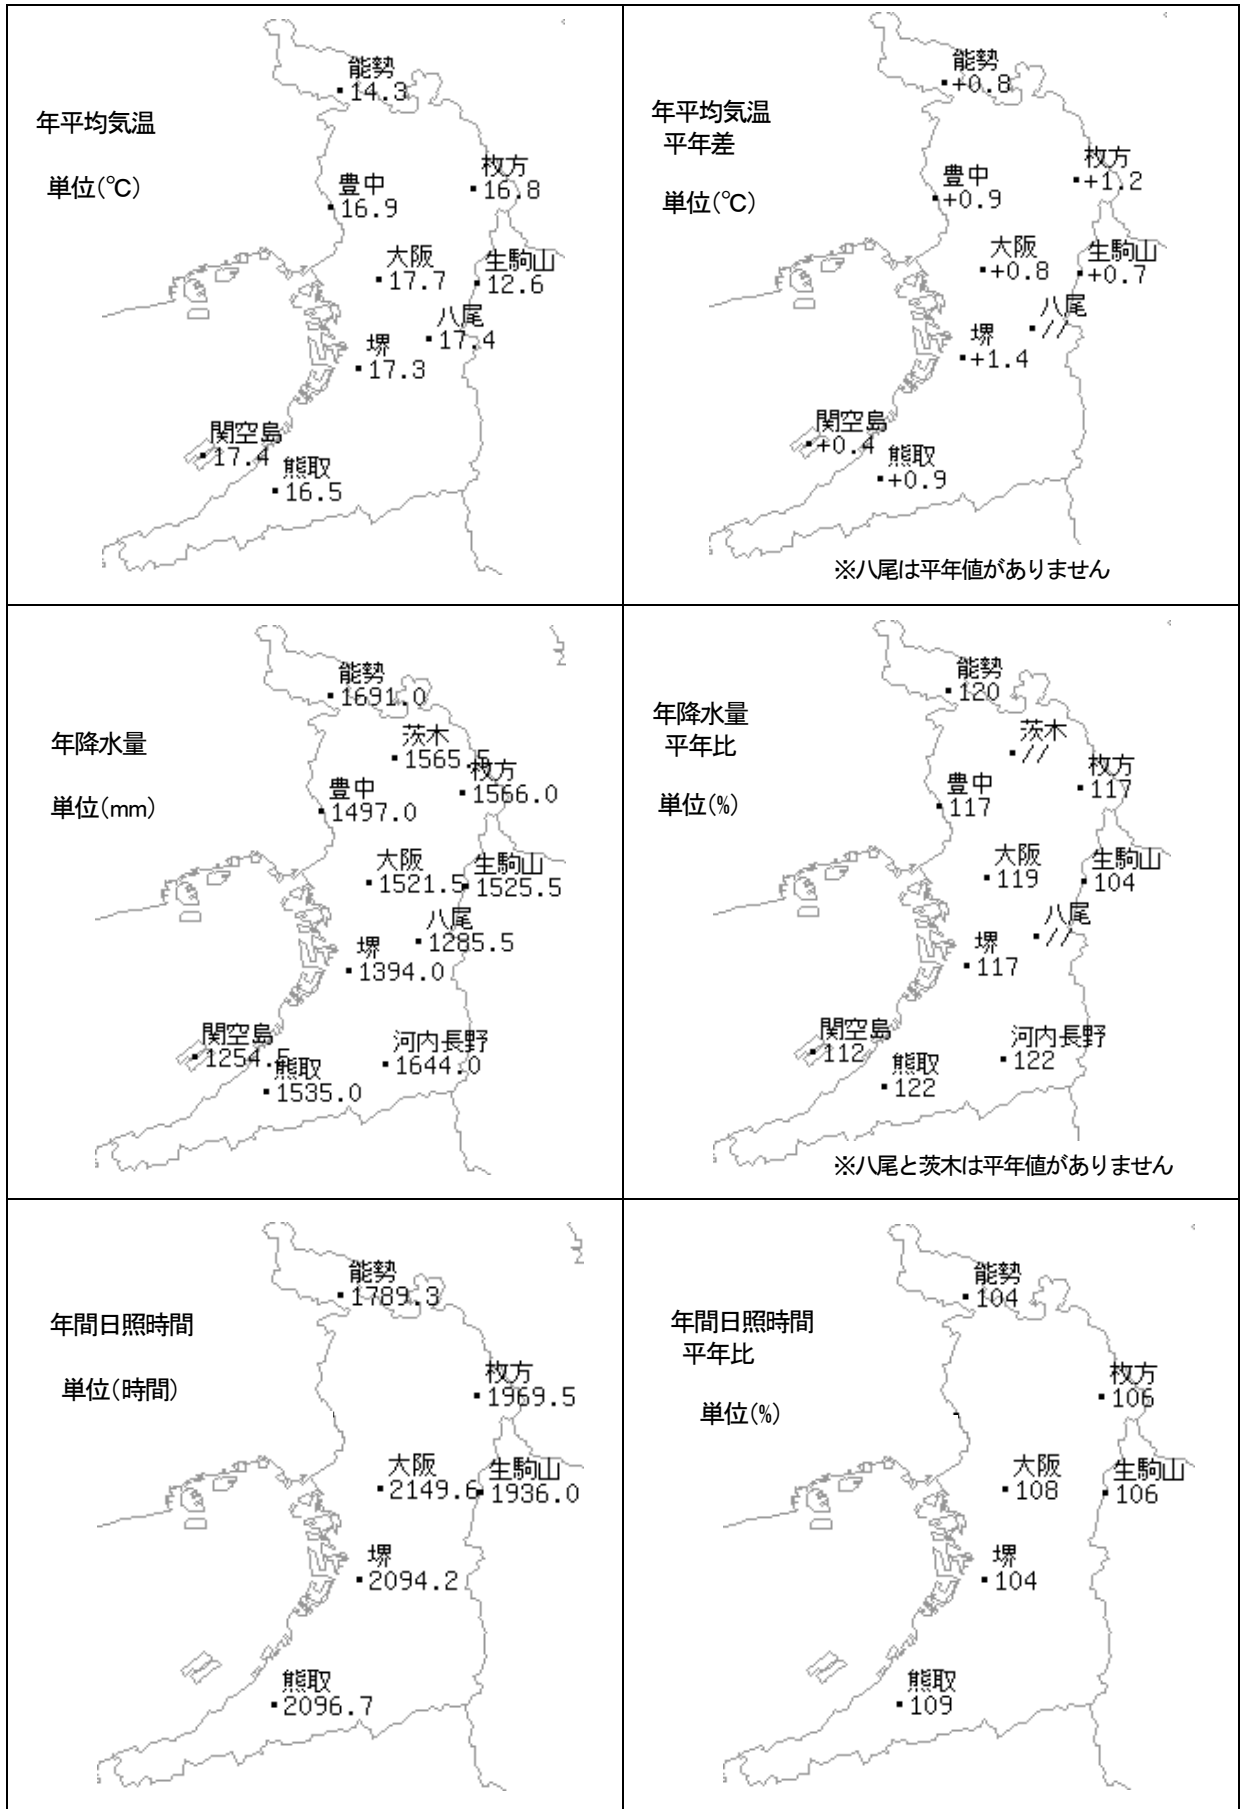 年平均気温
単位(℃)
能勢
14.3
枚方
16.8
豊中
16.9
大阪
17.7
生駒山
12.6
八尾
17.4
堺
17.3
関空島
17.4
熊取
16.5
年平均気温
平年差
単位(℃)
能勢
+0.8
枚方
+1.2
豊中
+0.9
大阪
+0.8
生駒山
+0.7
八尾
//
堺
+1.4
関空島
+0.4
熊取
+0.9
※八尾は平年値がありません
年降水量
単位(mm)
能勢
1691.0
茨木
1565.5
枚方
1566.0
豊中
1497.0
大阪
1521.5
生駒山
1525.5
八尾
1285.5
堺
1394.0
関空島
1254.5
河内長野
1644.0
熊取
1535.0
年降水量
平年比
単位(%)
能勢
120
茨木
//
枚方
117
豊中
117
大阪
119
生駒山
104
八尾
//
堺
117
関空島
112
河内長野
122
熊取
122
※八尾と茨木は平年値がありません
年間日照時間
単位(時間)
能勢
1789.3
枚方
1969.5
大阪
2149.6
生駒山
1936.0
堺
2094.2
熊取
2096.7
年間日照時間
平年比
単位(%)
能勢
104
枚方
106
大阪
108
生駒山
106
堺
104
熊取
109